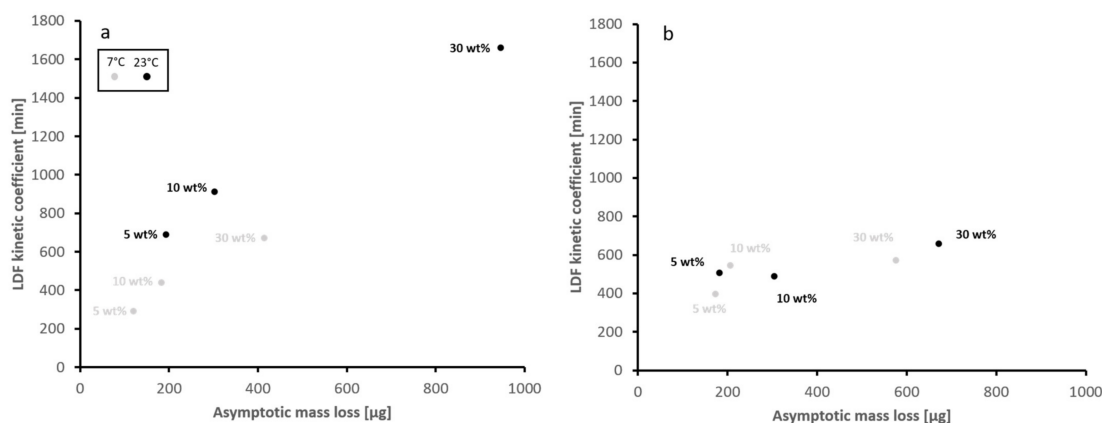 a
7°C 23°C
LDF kinetic coefficient [min]
1800
1600
1400
1200
1000
800
600
400
200
0
30 wt%
10 wt%
5 wt%
30 wt%
10 wt%
5 wt%
0 200 400 600 800 1000
Asymptotic mass loss [µg]
b
LDF kinetic coefficient [min]
1800
1600
1400
1200
1000
800
600
400
200
0
10 wt%
30 wt%
30 wt%
5 wt%
10 wt%
5 wt%
0 200 400 600 800 1000
Asymptotic mass loss [µg]